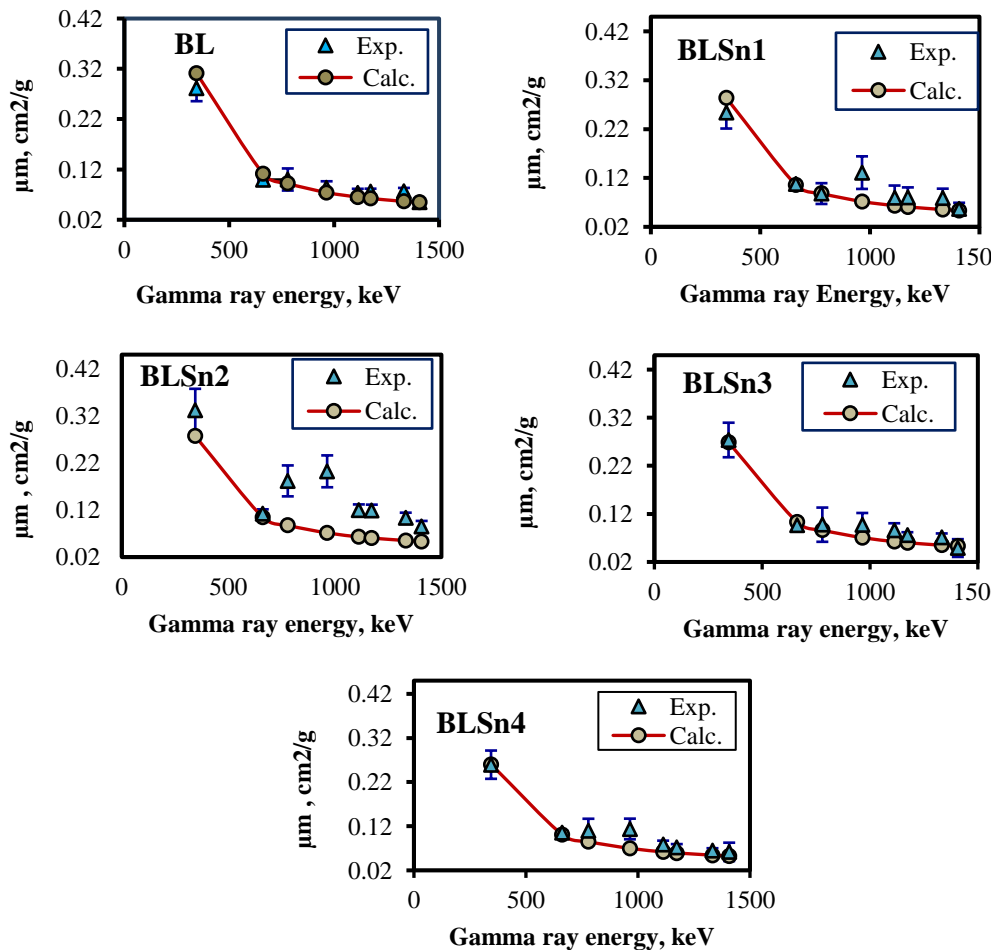 BL
Exp.
Calc.
µm, cm2/g
0.42
0.32
0.22
0.12
0.02
0
500
1000
1500
Gamma ray energy, keV
BLSn1
Exp.
Calc.
µm, cm2/g
0.42
0.32
0.22
0.12
0.02
0
500
1000
1500
Gamma ray Energy, keV
BLSn2
Exp.
Calc.
µm , cm2/g
0.42
0.32
0.22
0.12
0.02
0
500
1000
1500
Gamma ray energy, keV
BLSn3
Exp.
Calc.
µm, cm2/g
0.42
0.32
0.22
0.12
0.02
0
500
1000
150
Gamma ray energy, keV
BLSn4
Exp.
Calc.
µm , cm2/g
0.42
0.32
0.22
0.12
0.02
0
500
1000
1500
Gamma ray energy, keV